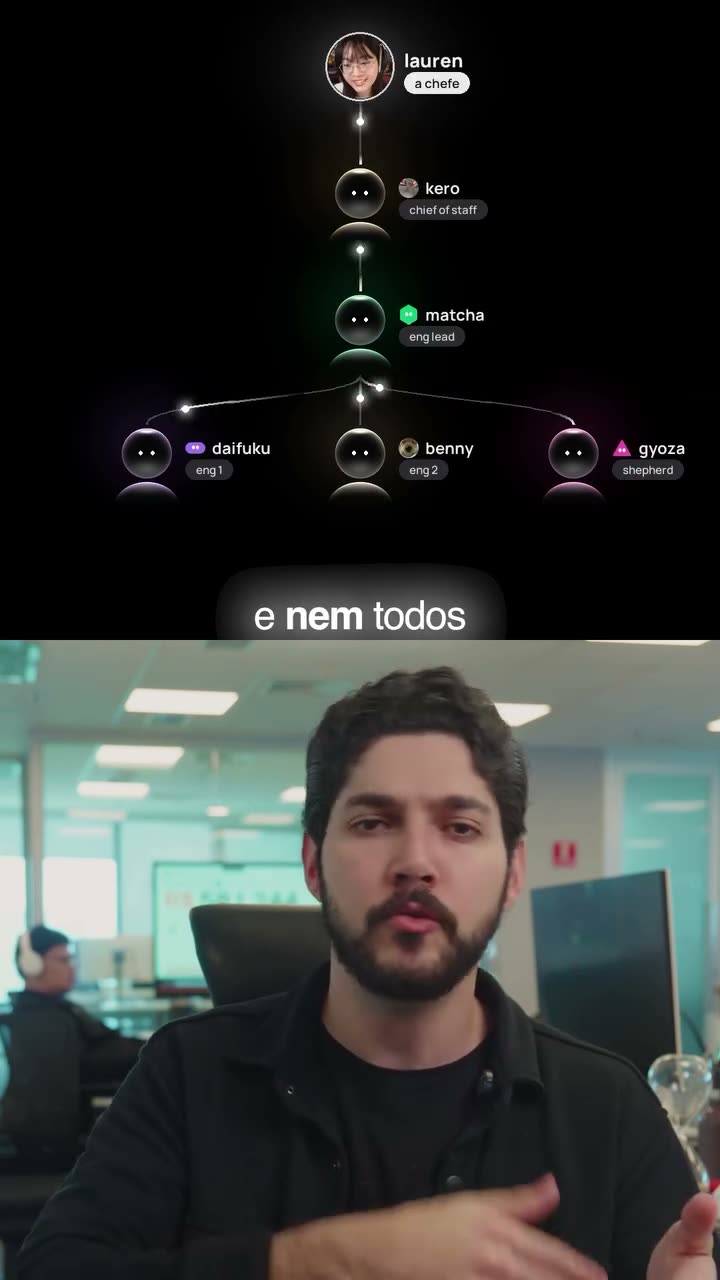 lauren
a chefe
kero
chief of staff
matcha
eng lead
daifuku
eng 1
benny
eng 2
gyoza
shepherd
e nem todos